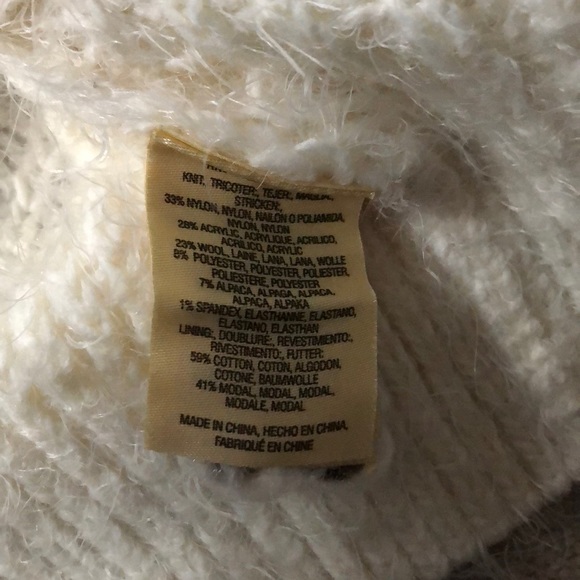 KNIT:, TRICOTER:, TEJER:, MAGLIA:,
STRICKEN:,
33% NYLON, NYLON, NAILON O POLIAMIDA,
NYLON, NYLON
28% ACRYLIC, ACRYLIQUE, ACRILICO,
ACRILICO, ACRYLIC
23% WOOL, LAINE, LANA, LANA, WOLLE
8% POLYESTER, POLYESTER, POLIESTER,
POLIESTERE, POLYESTER
7% ALPACA, ALPAGA, ALPACA,
ALPACA, ALPAKA
1% SPANDEX, ELASTHANNE, ELASTANO,
ELASTANO, ELASTHAN
LINING:, DOUBLURE:, REVESTIMIENTO:,
RIVESTIMENTO:, FUTTER:
59% COTTON, COTON, ALGODON,
COTONE, BAUMWOLLE
41% MODAL, MODAL, MODAL,
MODALE, MODAL
MADE IN CHINA, HECHO EN CHINA.
FABRIQUÉ EN CHINE